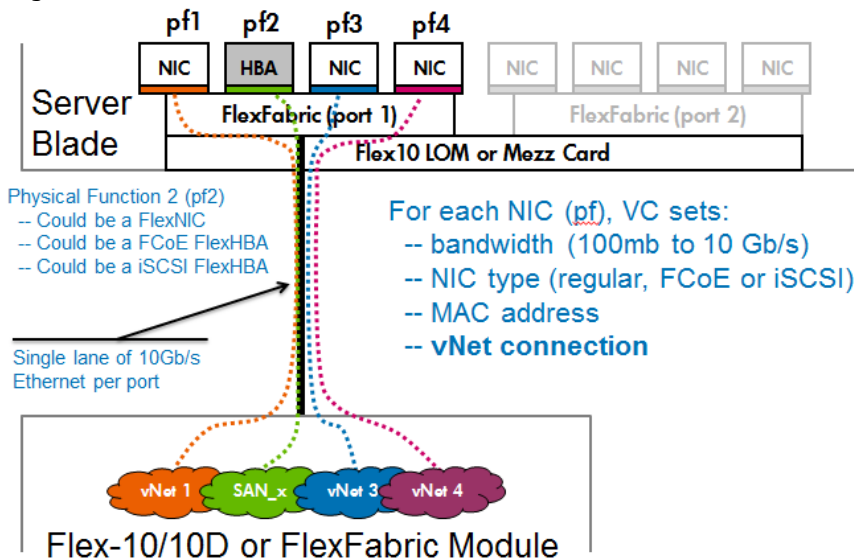 pf1 pf2 pf3 pf4
NIC HBA NIC NIC NIC NIC NIC NIC
FlexFabric (port 1) FlexFabric (port 2)
Server
Blade
Flex10 LOM or Mezz Card
Physical Function 2 (pf2)
-- Could be a FlexNIC
-- Could be a FCoE FlexHBA
-- Could be a iSCSI FlexHBA
For each NIC (pf), VC sets:
-- bandwidth (100mb to 10 Gb/s)
-- NIC type (regular, FCoE or iSCSI)
-- MAC address
-- vNet connection
Single lane of 10Gb/s
Ethernet per port
vNet 1 SAN_x vNet 3 vNet 4
Flex-10/10D or FlexFabric Module